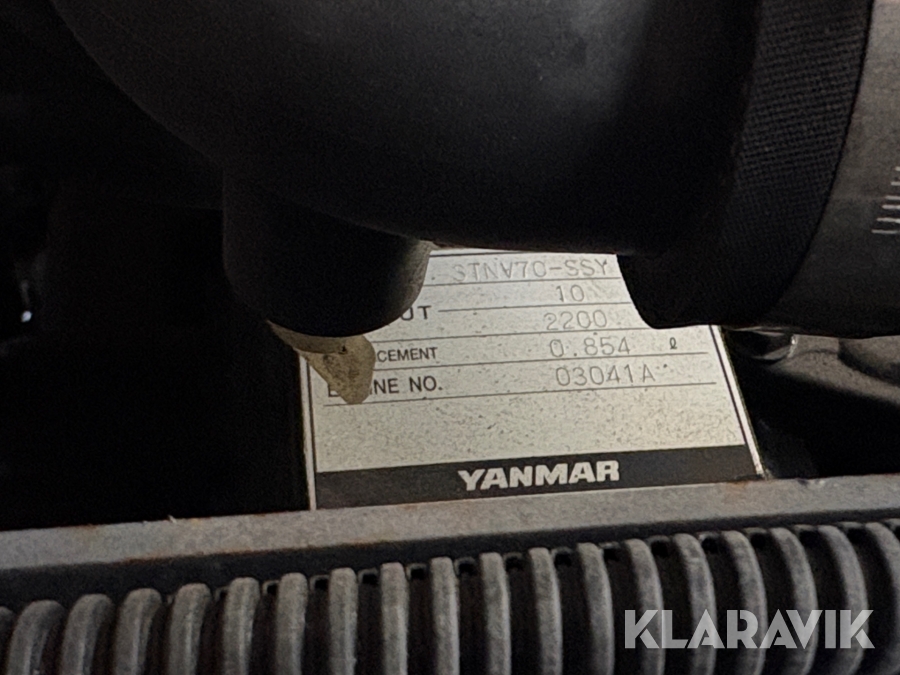 3TNV70-SSY
10
UT
2200
CEMENT 0.854 ℓ
NE NO. 03041A
YANMAR
KLARAVIK